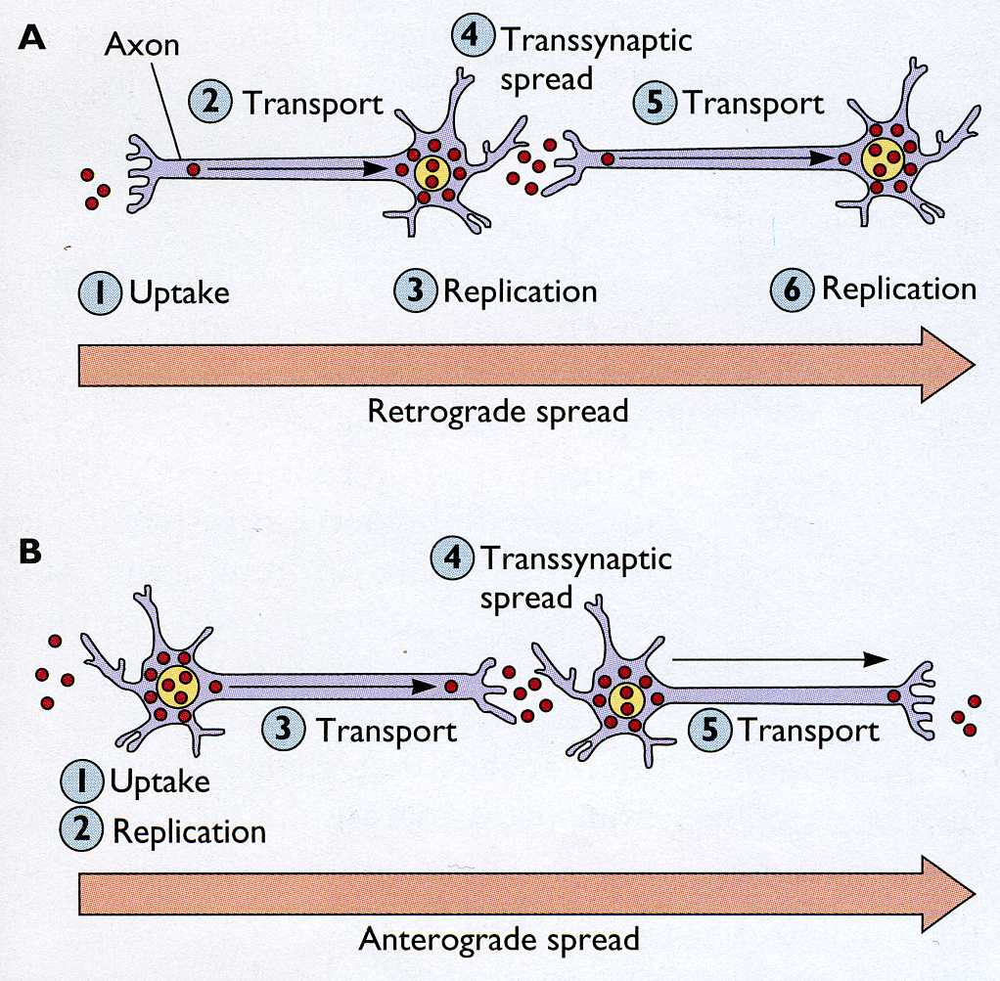 A
Axon
4 Transsynaptic
spread
2 Transport
5 Transport
1 Uptake
3 Replication
6 Replication
Retrograde spread
B
4 Transsynaptic
spread
3 Transport
5 Transport
1 Uptake
2 Replication
Anterograde spread